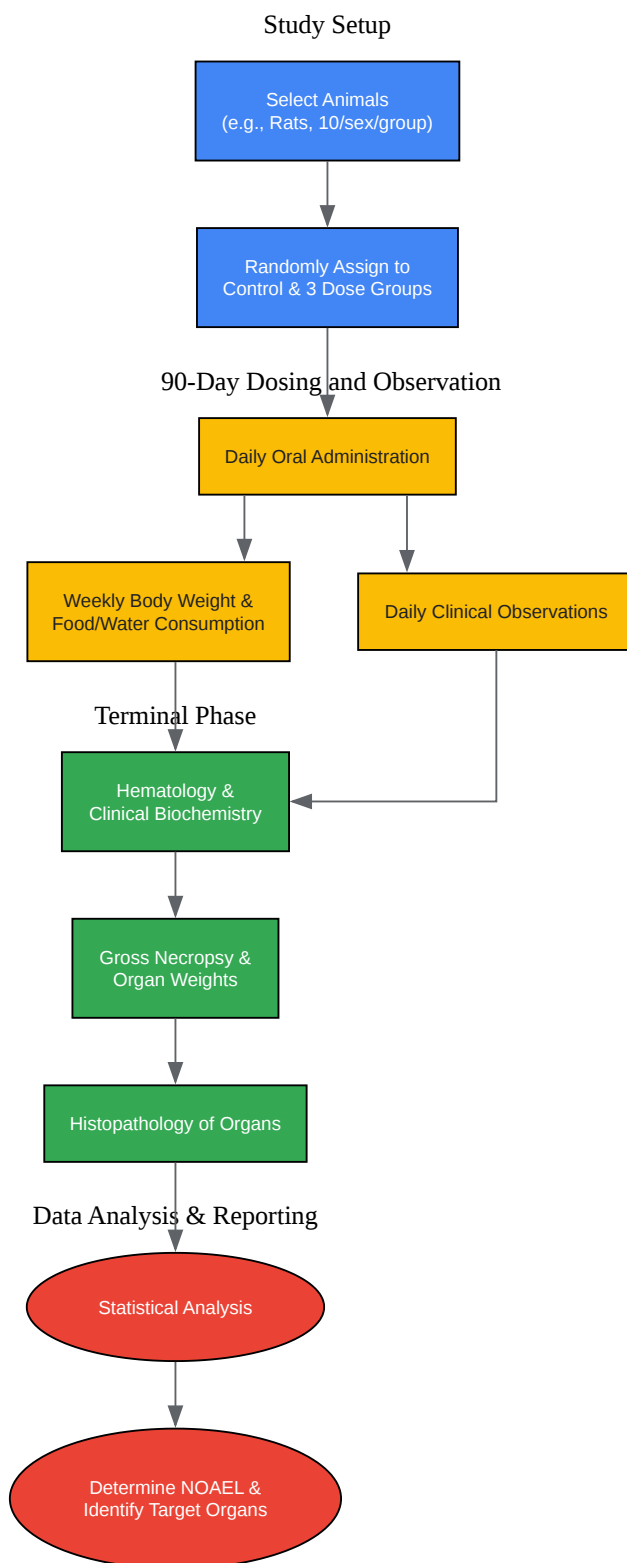 Study Setup
Select Animals
(e.g., Rats, 10/sex/group)
Randomly Assign to
Control & 3 Dose Groups
90-Day Dosing and Observation
Daily Oral Administration
Weekly Body Weight &
Food/Water Consumption
Daily Clinical Observations
Terminal Phase
Hematology &
Clinical Biochemistry
Gross Necropsy &
Organ Weights
Histopathology of Organs
Data Analysis & Reporting
Statistical Analysis
Determine NOAEL &
Identify Target Organs